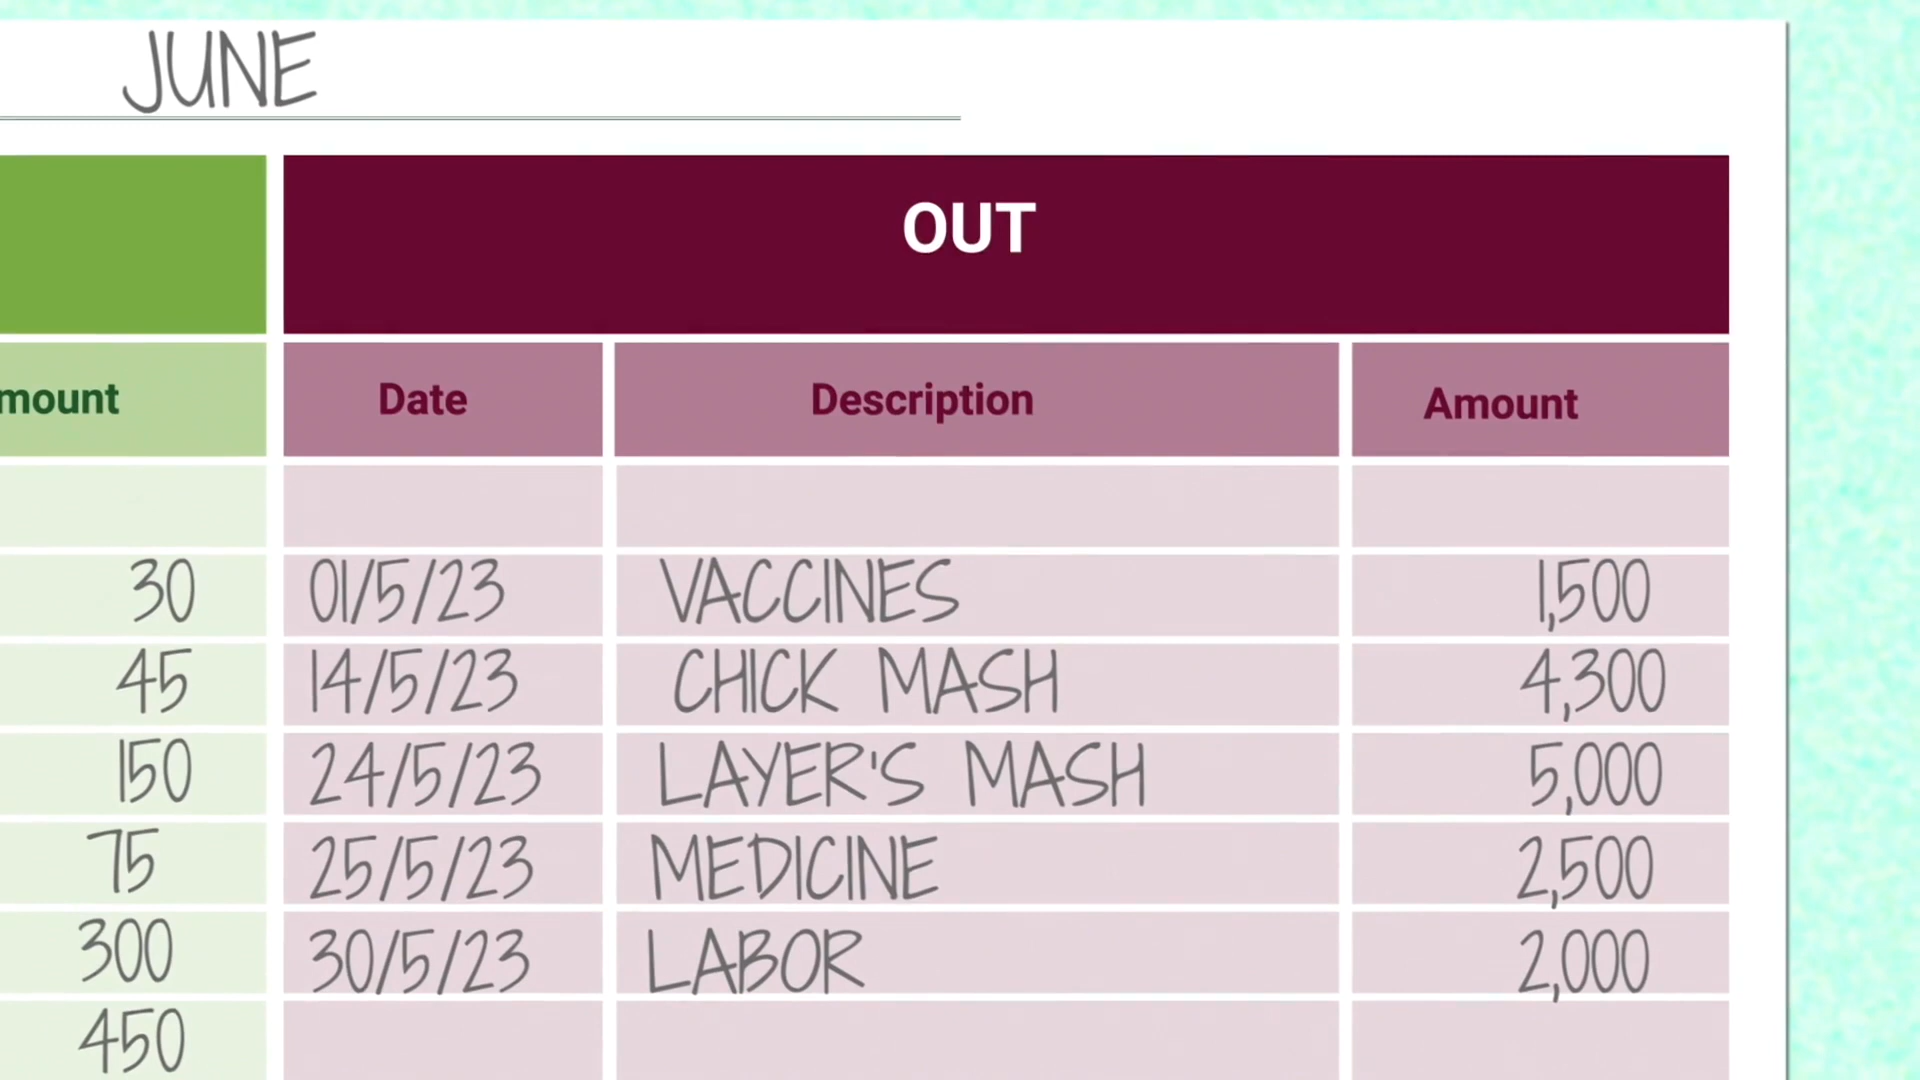 JUNE
OUT
mount Date Description Amount
30 01/5/23 VACCINES 1,500
45 14/5/23 CHICK MASH 4,300
150 24/5/23 LAYER'S MASH 5,000
75 25/5/23 MEDICINE 2,500
300 30/5/23 LABOR 2,000
450